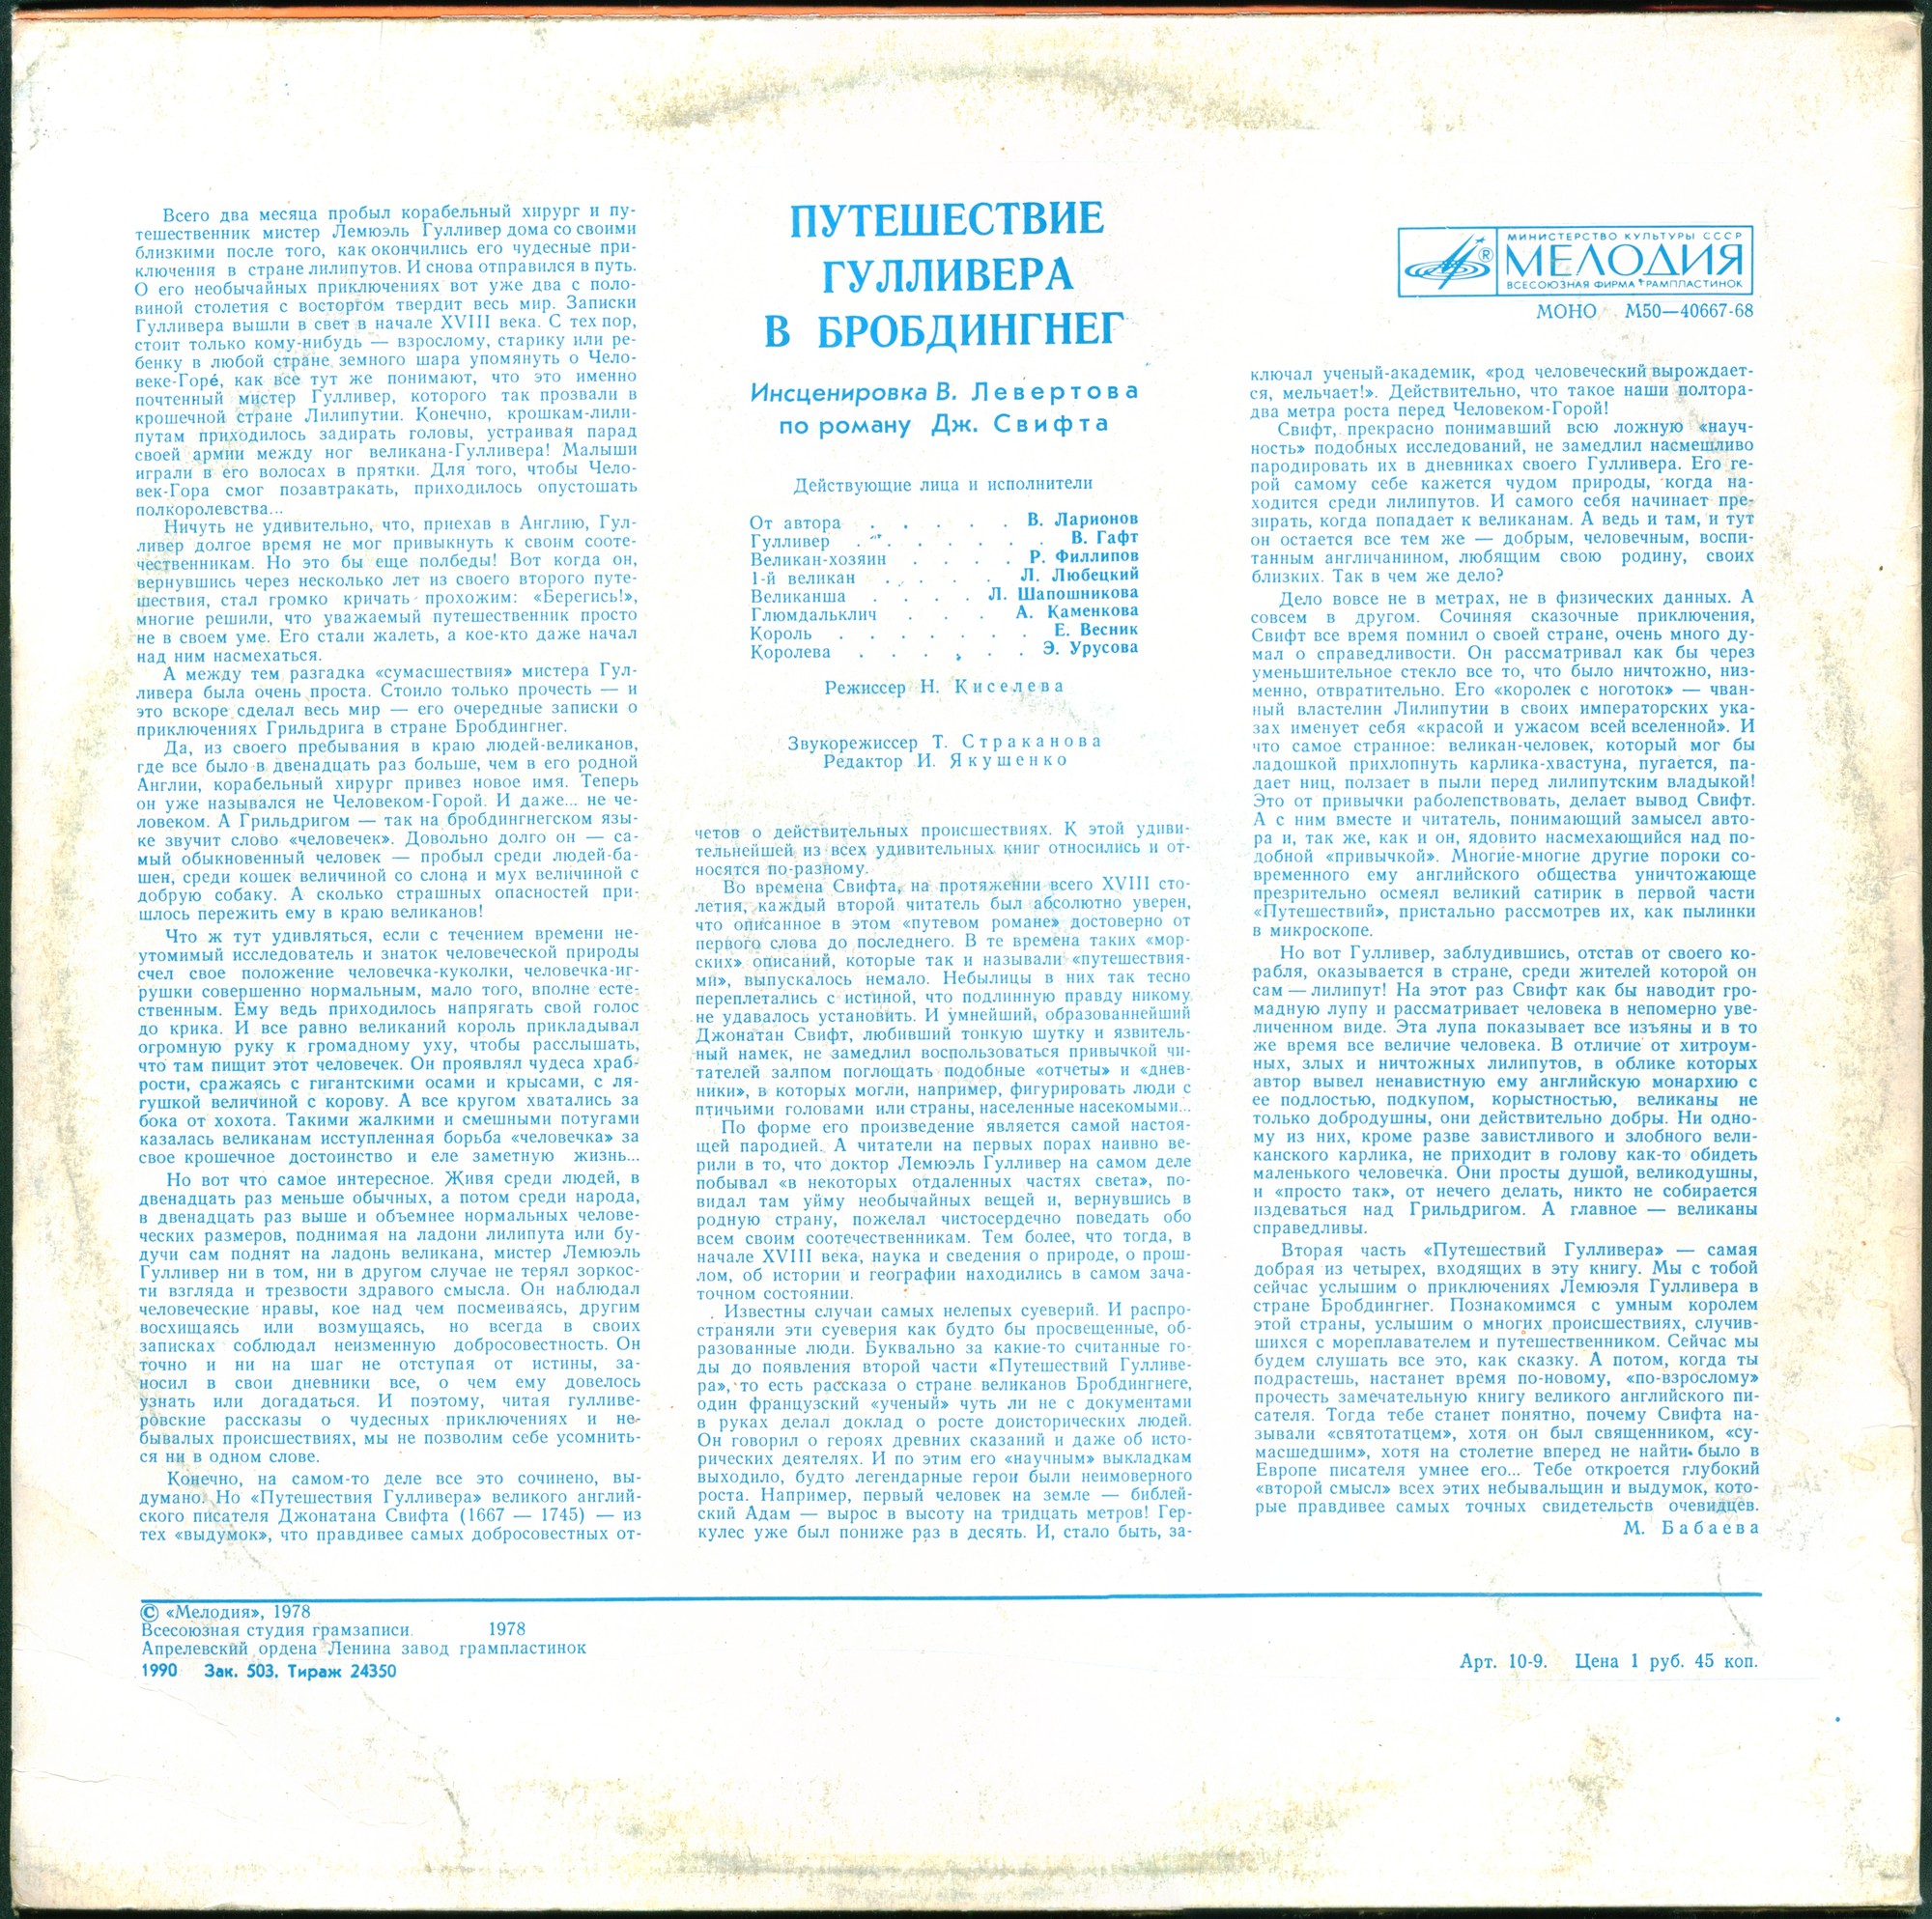 Всего два месяца пробыл корабельный хирург и пу-
тешественник мистер Лемюэль Гулливер дома со своими
близкими после того, как окончились его чудесные при-
ключения в стране лилипутов. И снова отправился в путь.
О его необычайных приключениях вот уже два с поло-
виной столетия с восторгом твердит весь мир. Записки
Гулливера вышли в свет в начале XVIII века. С тех пор,
стоит только кому-нибудь — взрослому, старику или ре-
бенку в любой стране земного шара упомянуть о Чело-
веке-Горé, как все тут же понимают, что это именно
почтенный мистер Гулливер, которого так прозвали в
крошечной стране Лилипутии. Конечно, крошкам-лили-
путам приходилось задирать головы, устраивая парад
своей армии между ног великана-Гулливера! Малыши
играли в его волосах в прятки. Для того, чтобы Чело-
век-Гора смог позавтракать, приходилось опустошать
полкоролевства...
Ничуть не удивительно, что, приехав в Англию, Гул-
ливер долгое время не мог привыкнуть к своим сооте-
чественникам. Но это бы еще полбеды! Вот когда он,
вернувшись через несколько лет из своего второго путе-
шествия, стал громко кричать прохожим: «Берегись!»,
многие решили, что уважаемый путешественник просто
не в своем уме. Его стали жалеть, а кое-кто даже начал
над ним насмехаться.
А между тем разгадка «сумасшествия» мистера Гул-
ливера была очень проста. Стоило только прочесть — и
это вскоре сделал весь мир — его очередные записки о
приключениях Грильдрига в стране Бробдингнег.
Да, из своего пребывания в краю людей-великанов,
где все было в двенадцать раз больше, чем в его родной
Англии, корабельный хирург привез новое имя. Теперь
он уже назывался не Человеком-Горой. И даже... не че-
ловеком. А Грильдригом — так на бробдингнегском язы-
ке звучит слово «человечек». Довольно долго он — са-
мый обыкновенный человек — пробыл среди людей-ба-
шен, среди кошек величиной со слона и мух величиной с
добрую собаку. А сколько страшных опасностей при-
шлось пережить ему в краю великанов!
Что ж тут удивляться, если с течением времени не-
утомимый исследователь и знаток человеческой природы
счел свое положение человечка-куколки, человечка-иг-
рушки совершенно нормальным, мало того, вполне есте-
ственным. Ему ведь приходилось напрягать свой голос
до крика. И все равно великаний король прикладывал
огромную руку к громадному уху, чтобы расслышать,
что там пищит этот человечек. Он проявлял чудеса храб-
рости, сражаясь с гигантскими осами и крысами, с ля-
гушкой величиной с корову. А все кругом хватались за
бока от хохота. Такими жалкими и смешными потугами
казалась великанам исступленная борьба «человечка» за
свое крошечное достоинство и еле заметную жизнь...
Но вот что самое интересное. Живя среди людей, в
двенадцать раз меньше обычных, а потом среди народа,
в двенадцать раз выше и объемнее нормальных челове-
ческих размеров, поднимая на ладони лилипута или бу-
дучи сам поднят на ладонь великана, мистер Лемюэль
Гулливер ни в том, ни в другом случае не терял зоркос-
ти взгляда и трезвости здравого смысла. Он наблюдал
человеческие нравы, кое над чем посмеиваясь, другим
восхищаясь или возмущаясь, но всегда в своих
записках соблюдал неизменную добросовестность. Он
точно и ни на шаг не отступая от истины, за-
носил в свои дневники все, о чем ему довелось
узнать или догадаться. И поэтому, читая гулливе-
ровские рассказы о чудесных приключениях и не-
бывалых происшествиях, мы не позволим себе усомнить-
ся ни в одном слове.
Конечно, на самом-то деле все это сочинено, вы-
думано. Но «Путешествия Гулливера» великого англий-
ского писателя Джонатана Свифта (1667 — 1745) — из
тех «выдумок», что правдивее самых добросовестных от-
ПУТЕШЕСТВИЕ
ГУЛЛИВЕРА
В БРОБДИНГНЕГ
Инсценировка В. Левертова
по роману Дж. Свифта
Действующие лица и исполнители
От автора . . . . . В. Ларионов
Гулливер . . . . . . . В. Гафт
Великан-хозяин . . . . Р. Филлипов
1-й великан . . . . . Л. Любецкий
Великанша . . . . Л. Шапошникова
Глюмдальклич . . . А. Каменкова
Король . . . . . . . Е. Весник
Королева . . . . . . Э. Урусова
Режиссер Н. Киселева
Звукорежиссер Т. Страканова
Редактор И. Якушенко
четов о действительных происшествиях. К этой удиви-
тельнейшей из всех удивительных книг относились и от-
носятся по-разному.
Во времена Свифта, на протяжении всего XVIII сто-
летия, каждый второй читатель был абсолютно уверен,
что описанное в этом «путевом романе» достоверно от
первого слова до последнего. В те времена таких «мор-
ских» описаний, которые так и называли «путешествия-
ми», выпускалось немало. Небылицы в них так тесно
переплетались с истиной, что подлинную правду никому
не удавалось установить. И умнейший, образованнейший
Джонатан Свифт, любивший тонкую шутку и язвитель-
ный намек, не замедлил воспользоваться привычкой чи-
тателей залпом поглощать подобные «отчеты» и «днев-
ники», в которых могли, например, фигурировать люди с
птичьими головами или страны, населенные насекомыми...
По форме его произведение является самой настоя-
щей пародией. А читатели на первых порах наивно ве-
рили в то, что доктор Лемюэль Гулливер на самом деле
побывал «в некоторых отдаленных частях света», по-
видал там уйму необычайных вещей и, вернувшись в
родную страну, пожелал чистосердечно поведать обо
всем своим соотечественникам. Тем более, что тогда, в
начале XVIII века, наука и сведения о природе, о прош-
лом, об истории и географии находились в самом зача-
точном состоянии.
Известны случаи самых нелепых суеверий. И распро-
страняли эти суеверия как будто бы просвещенные, об-
разованные люди. Буквально за какие-то считанные го-
ды до появления второй части «Путешествий Гулливе-
ра», то есть рассказа о стране великанов Бробдингнеге,
один французский «ученый» чуть ли не с документами
в руках делал доклад о росте доисторических людей.
Он говорил о героях древних сказаний и даже об исто-
рических деятелях. И по этим его «научным» выкладкам
выходило, будто легендарные герои были неимоверного
роста. Например, первый человек на земле — библей-
ский Адам — вырос в высоту на тридцать метров! Гер-
кулес уже был пониже раз в десять. И, стало быть, за-
МИНИСТЕРСТВО КУЛЬТУРЫ СССР
®
МЕЛОДИЯ
ВСЕСОЮЗНАЯ ФИРМА ГРАМПЛАСТИНОК
МОНО М50—40667-68
ключал ученый-академик, «род человеческий вырождает-
ся, мельчает!». Действительно, что такое наши полтора-
два метра роста перед Человеком-Горой!
Свифт, прекрасно понимавший всю ложную «науч-
ность» подобных исследований, не замедлил насмешливо
пародировать их в дневниках своего Гулливера. Его ге-
рой самому себе кажется чудом природы, когда на-
ходится среди лилипутов. И самого себя начинает пре-
зирать, когда попадает к великанам. А ведь и там, и тут
он остается все тем же — добрым, человечным, воспи-
танным англичанином, любящим свою родину, своих
близких. Так в чем же дело?
Дело вовсе не в метрах, не в физических данных. А
совсем в другом. Сочиняя сказочные приключения,
Свифт все время помнил о своей стране, очень много ду-
мал о справедливости. Он рассматривал как бы через
уменьшительное стекло все то, что было ничтожно, низ-
менно, отвратительно. Его «королек с ноготок» — чван-
ный властелин Лилипутии в своих императорских ука-
зах именует себя «красой и ужасом всей вселенной». И
что самое странное: великан-человек, который мог бы
ладошкой прихлопнуть карлика-хвастуна, пугается, па-
дает ниц, ползает в пыли перед лилипутским владыкой!
Это от привычки раболепствовать, делает вывод Свифт.
А с ним вместе и читатель, понимающий замысел авто-
ра и, так же, как и он, ядовито насмехающийся над по-
добной «привычкой». Многие-многие другие пороки со-
временного ему английского общества уничтожающе
презрительно осмеял великий сатирик в первой части
«Путешествий», пристально рассмотрев их, как пылинки
в микроскопе.
Но вот Гулливер, заблудившись, отстав от своего ко-
рабля, оказывается в стране, среди жителей которой он
сам — лилипут! На этот раз Свифт как бы наводит гро-
мадную лупу и рассматривает человека в непомерно уве-
личенном виде. Эта лупа показывает все изъяны и в то
же время все величие человека. В отличие от хитроум-
ных, злых и ничтожных лилипутов, в облике которых
автор вывел ненавистную ему английскую монархию с
ее подлостью, подкупом, корыстностью, великаны не
только добродушны, они действительно добры. Ни одно-
му из них, кроме разве завистливого и злобного вели-
канского карлика, не приходит в голову как-то обидеть
маленького человечка. Они просты душой, великодушны,
и «просто так», от нечего делать, никто не собирается
издеваться над Грильдригом. А главное — великаны
справедливы.
Вторая часть «Путешествий Гулливера» — самая
добрая из четырех, входящих в эту книгу. Мы с тобой
сейчас услышим о приключениях Лемюэля Гулливера в
стране Бробдингнег. Познакомимся с умным королем
этой страны, услышим о многих происшествиях, случив-
шихся с мореплавателем и путешественником. Сейчас мы
будем слушать все это, как сказку. А потом, когда ты
подрастешь, настанет время по-новому, «по-взрослому»
прочесть замечательную книгу великого английского пи-
сателя. Тогда тебе станет понятно, почему Свифта на-
зывали «святотатцем», хотя он был священником, «су-
масшедшим», хотя на столетие вперед не найти было в
Европе писателя умнее его... Тебе откроется глубокий
«второй смысл» всех этих небывальщин и выдумок, кото-
рые правдивее самых точных свидетельств очевидцев.
М. Бабаева
© «Мелодия», 1978
Всесоюзная студия грамзаписи. 1978
Апрелевский ордена Ленина завод грампластинок
1990 Зак. 503. Тираж 24350
Арт. 10-9. Цена 1 руб. 45 коп.